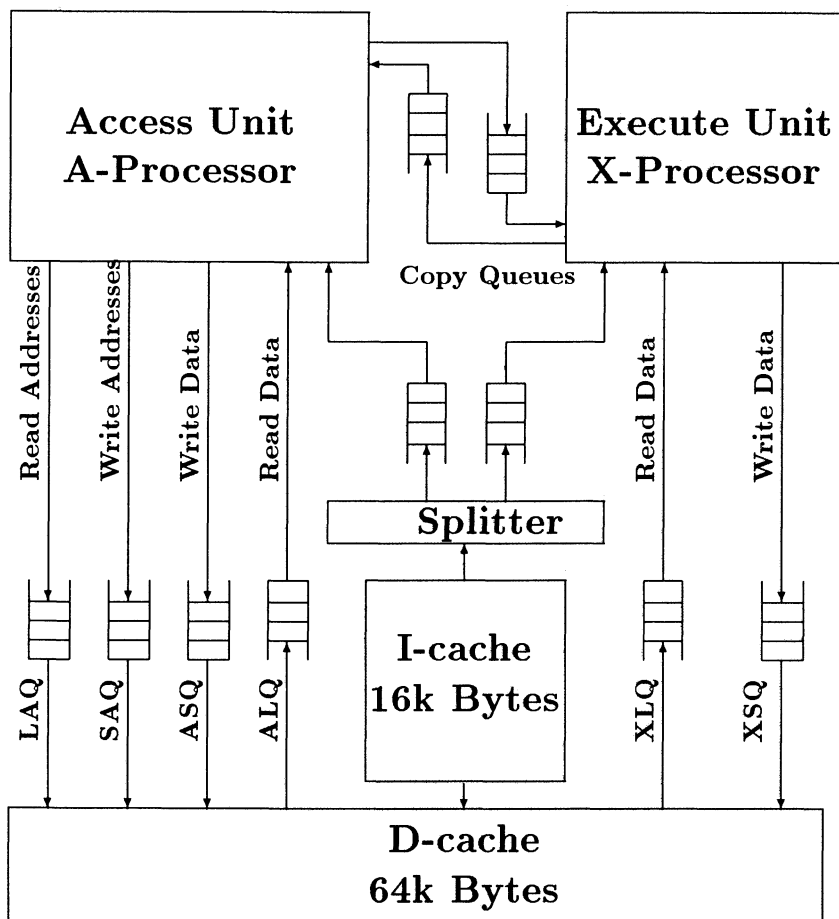 Access Unit
A-Processor
Execute Unit
X-Processor
Copy Queues
Read Addresses
Write Addresses
Write Data
Read Data
Read Data
Write Data
Splitter
I-cache
16k Bytes
LAQ
SAQ
ASQ
ALQ
XLQ
XSQ
D-cache
64k Bytes